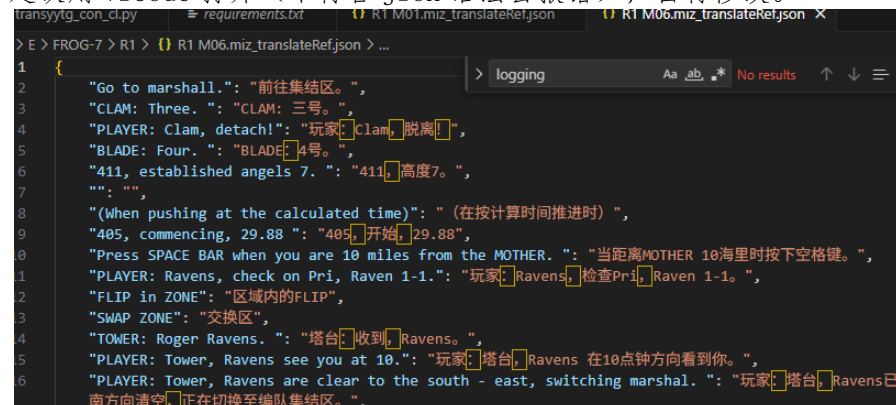 transyytg_con_cl.py requirements.txt {} R1 M01.miz_translateRef.json {} R1 M06.miz_translateRef.json ×
> E > FROG-7 > R1 > {} R1 M06.miz_translateRef.json > ...
logging Aa ab .* No results
1 {
2 "Go to marshall.": "前往集结区。",
3 "CLAM: Three. ": "CLAM: 三号。",
4 "PLAYER: Clam, detach!": "玩家：Clam，脱离！",
5 "BLADE: Four. ": "BLADE：4号。",
6 "411, established angels 7. ": "411，高度7。",
7 "": "",
8 "(When pushing at the calculated time)": "（在按计算时间推进时）",
9 "405, commencing, 29.88 ": "405，开始，29.88",
10 "Press SPACE BAR when you are 10 miles from the MOTHER. ": "当距离MOTHER 10海里时按下空格键。",
11 "PLAYER: Ravens, check on Pri, Raven 1-1.": "玩家：Ravens，检查Pri，Raven 1-1。",
12 "FLIP in ZONE": "区域内的FLIP",
13 "SWAP ZONE": "交换区",
14 "TOWER: Roger Ravens. ": "塔台：收到，Ravens。",
15 "PLAYER: Tower, Ravens see you at 10.": "玩家：塔台，Ravens 在10点钟方向看到你。",
16 "PLAYER: Tower, Ravens are clear to the south - east, switching marshal. ": "玩家：塔台，Ravens已
南方向清空，正在切换至编队集结区。",